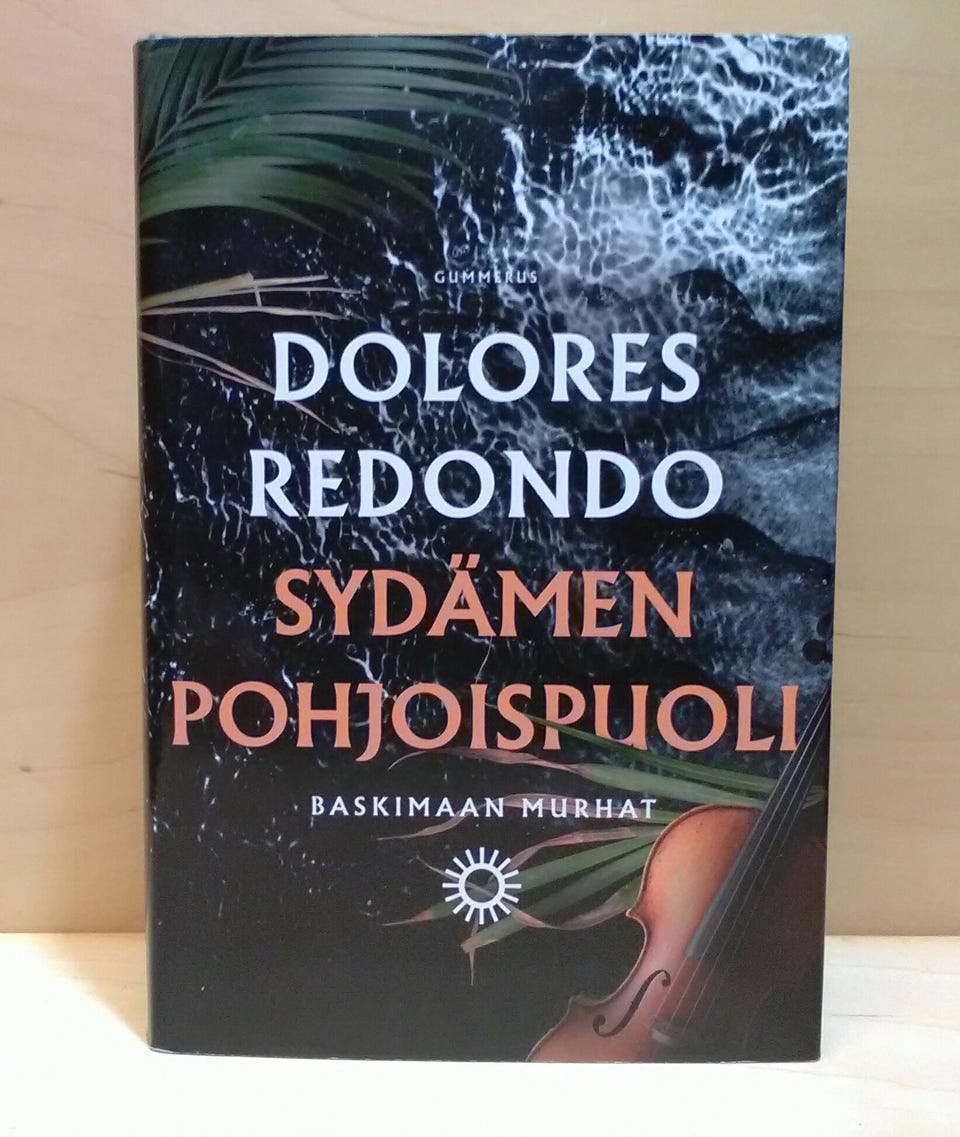 GUMMERUS
DOLORES
REDONDO
SYDÄMEN
POHJOISPUOLI
BASKIMAAN MURHAT